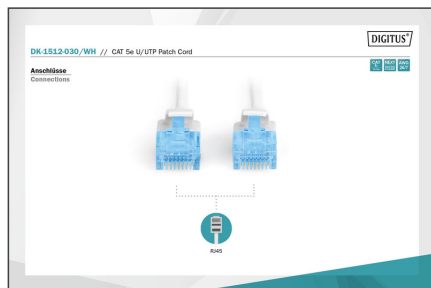 DIGITUS®
DK-1512-030/WH // CAT 5e U/UTP Patch Cord
Anschlüsse
Connections
RJ45